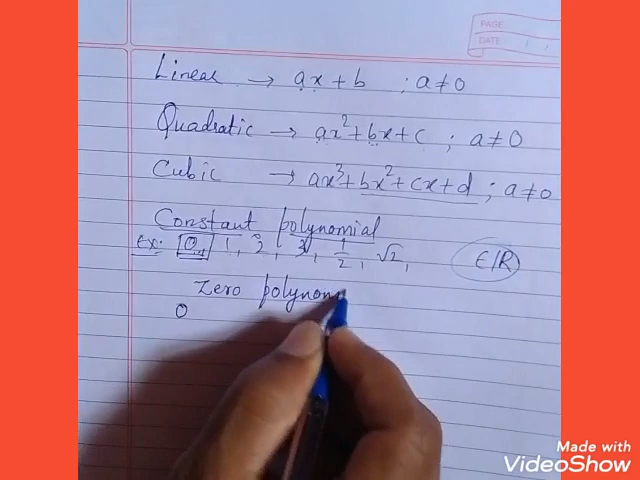 PAGE
DATE
Linear → ax + b ; a ≠ 0
Quadratic → ax² + bx + c ; a ≠ 0
Cubic → ax³ + bx² + cx + d ; a ≠ 0
Constant polynomial
Ex: 0, 1, 2, 3, 1/2, √2, ∈ R
Zero polynom
0
Made with
VideoShow